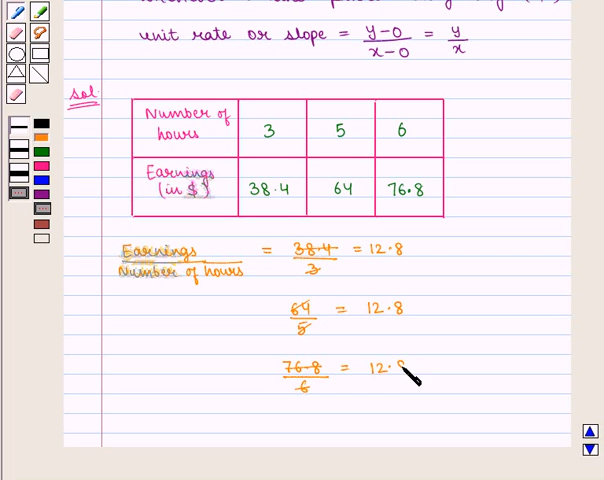 unit rate or slope = y-0/x-0 = y/x
Sol.
Number of hours 3 5 6
Earnings (in $) 38.4 64 76.8
Earnings/Number of hours = 38.4/3 = 12.8
64/5 = 12.8
76.8/6 = 12.8